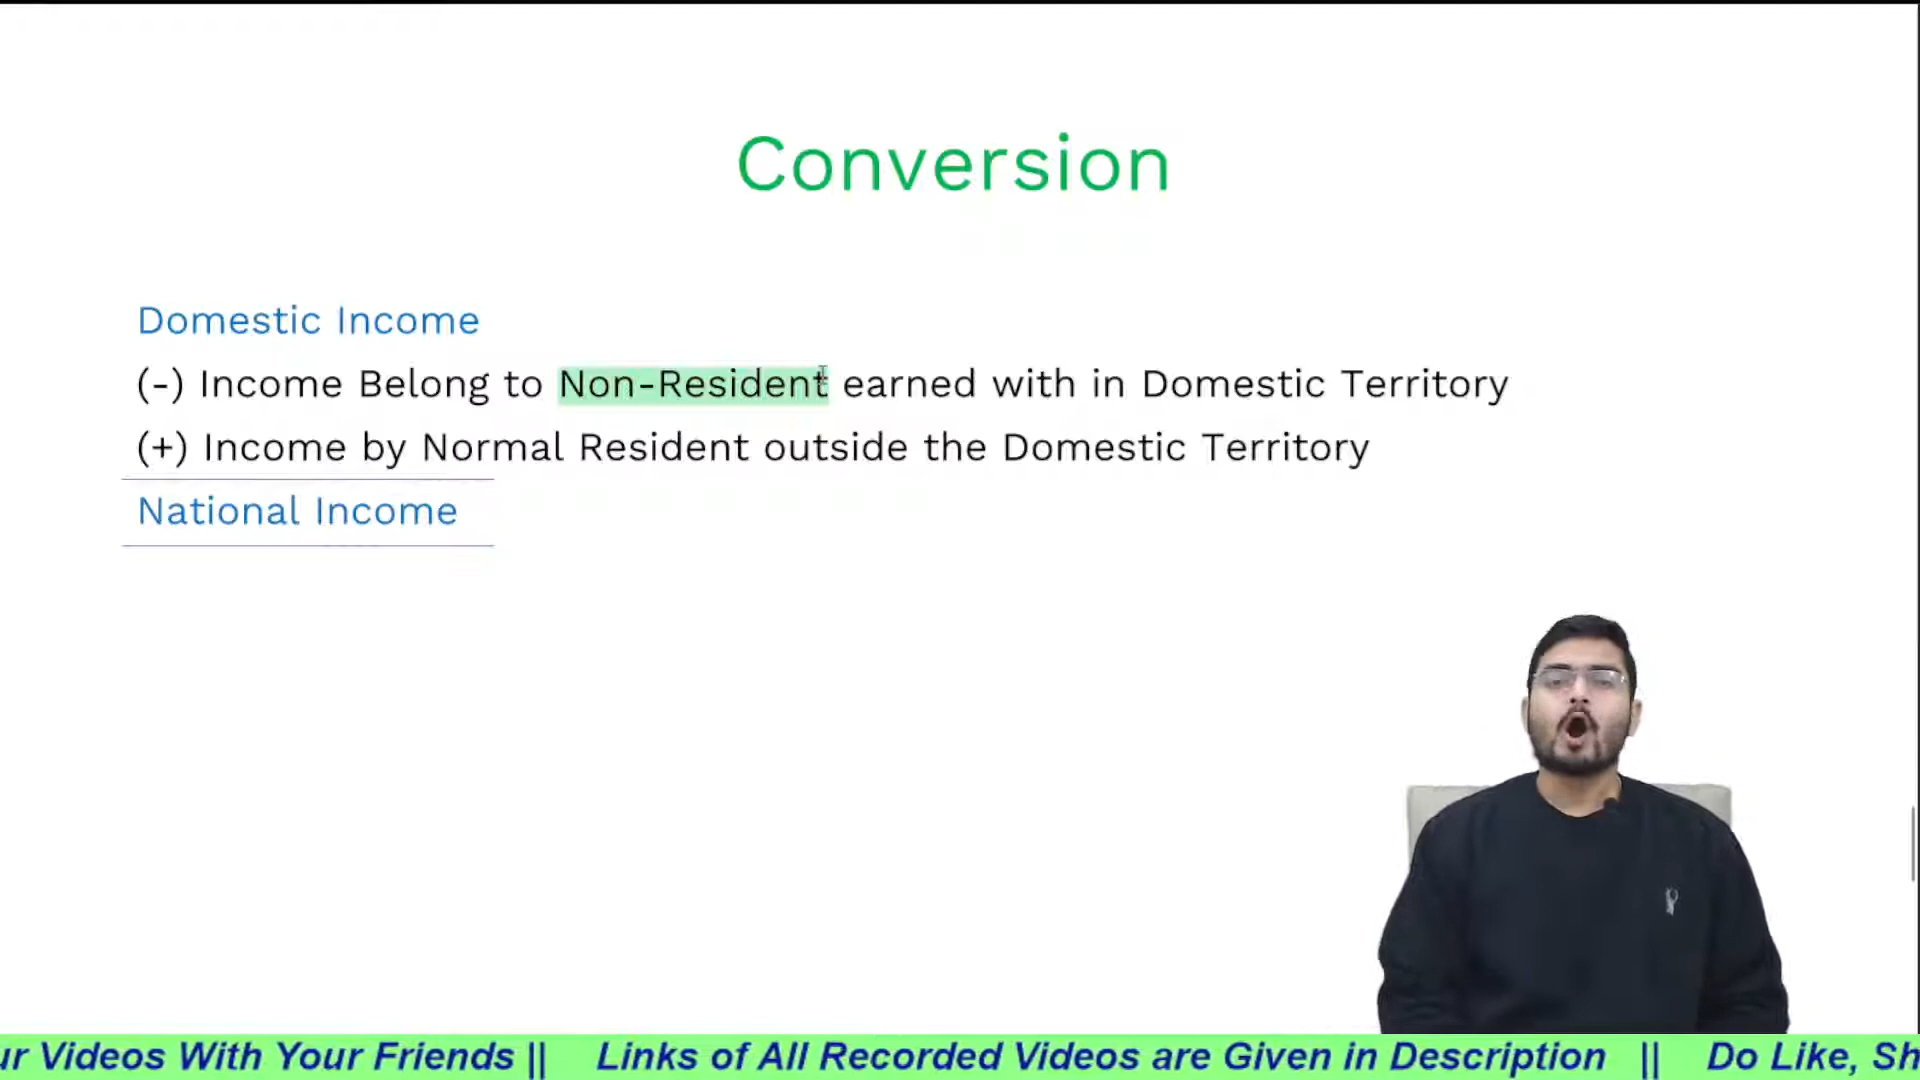 Conversion
Domestic Income
(-) Income Belong to Non-Resident earned with in Domestic Territory
(+) Income by Normal Resident outside the Domestic Territory
National Income
ur Videos With Your Friends || Links of All Recorded Videos are Given in Description || Do Like, Sh